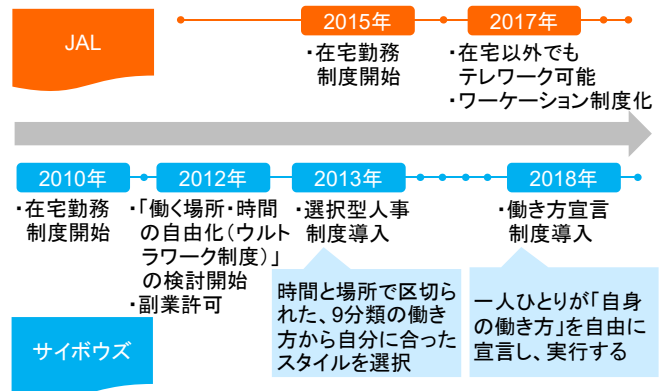 JAL
2015年
・在宅勤務
制度開始
2017年
・在宅以外でも
テレワーク可能
・ワーケーション制度化
2010年
・在宅勤務
制度開始
2012年
・「働く場所・時間
の自由化(ウルト
ラワーク制度)」
の検討開始
・副業許可
2013年
・選択型人事
制度導入
時間と場所で区切ら
れた、9分類の働き
方から自分に合った
スタイルを選択
2018年
・働き方宣言
制度導入
一人ひとりが「自身
の働き方」を自由に
宣言し、実行する
サイボウズ